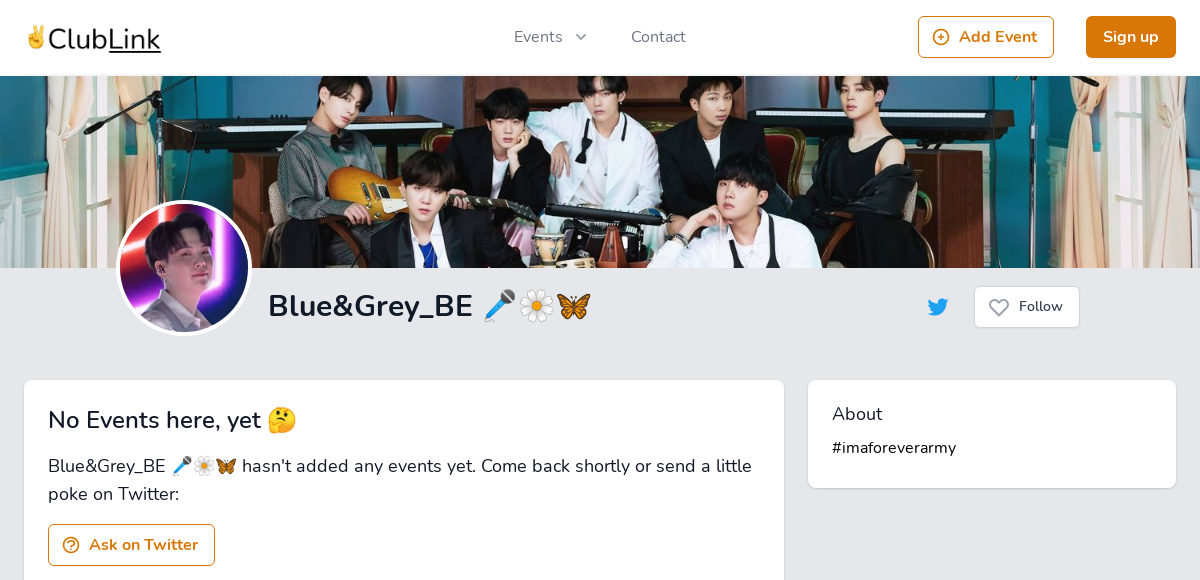 ✌️ClubLink
Events
Contact
Add Event
Sign up
Blue&Grey_BE 🎤🌼🦋
Follow
No Events here, yet 🤔
Blue&Grey_BE 🎤🌼🦋 hasn't added any events yet. Come back shortly or send a little
poke on Twitter:
Ask on Twitter
About
#imaforeverarmy